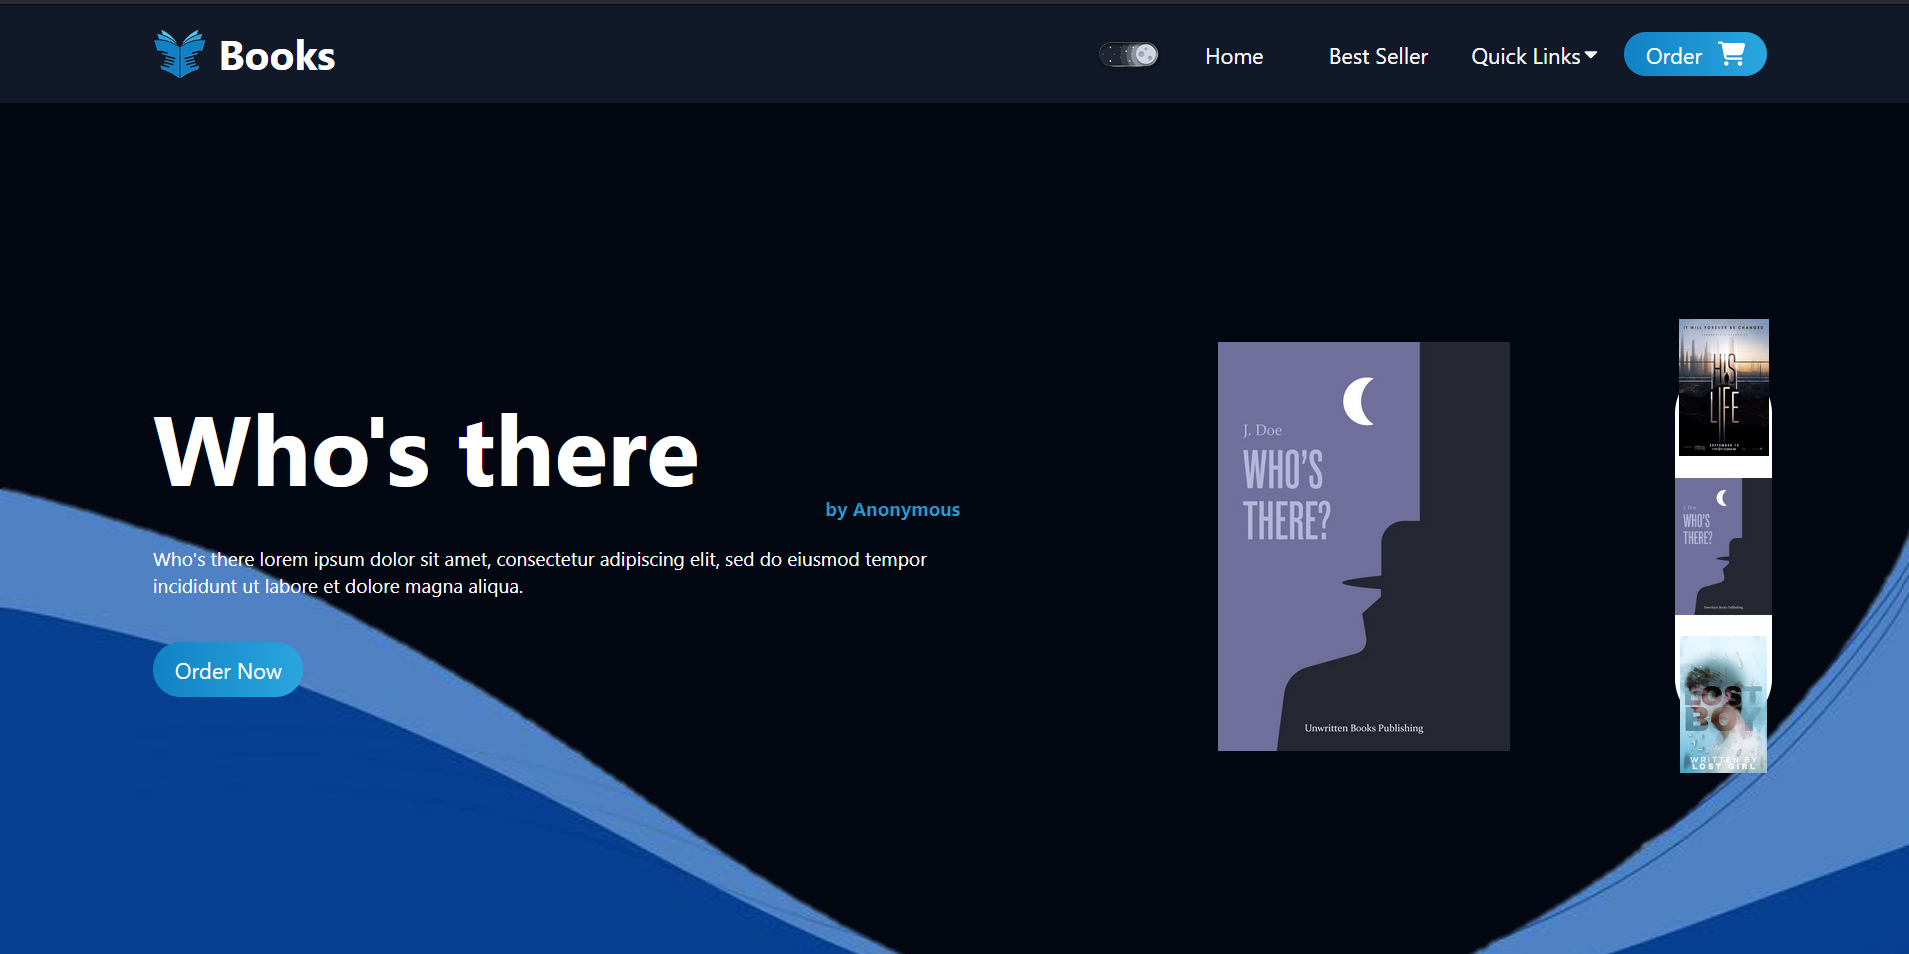 Books
Home
Best Seller
Quick Links
Order
Who's there
by Anonymous
Who's there lorem ipsum dolor sit amet, consectetur adipiscing elit, sed do eiusmod tempor
incididunt ut labore et dolore magna aliqua.
Order Now
J. Doe
WHO'S
THERE?
Unwritten Books Publishing
IT WILL FOREVER BE CHANGED
HIS
LIFE
SEPTEMBER 15
J. Doe
WHO'S
THERE?
Unwritten Books Publishing
LOST
BOY
WRITTEN BY
LOST GIRL